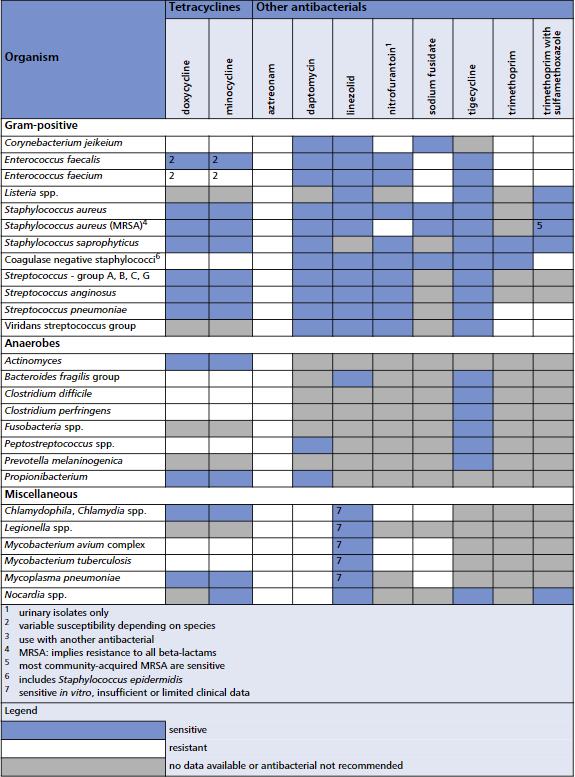 Organism
Tetracyclines
Other antibacterials
doxycycline
minocycline
aztreonam
daptomycin
linezolid
nitrofurantoin1
sodium fusidate
tigecycline
trimethoprim
trimethoprim with
sulfamethoxazole
Gram-positive
Corynebacterium jeikeium
Enterococcus faecalis 2 2
Enterococcus faecium 2 2
Listeria spp.
Staphylococcus aureus
Staphylococcus aureus (MRSA)4 5
Staphylococcus saprophyticus
Coagulase negative staphylococci6
Streptococcus - group A, B, C, G
Streptococcus anginosus
Streptococcus pneumoniae
Viridans streptococcus group
Anaerobes
Actinomyces
Bacteroides fragilis group
Clostridium difficile
Clostridium perfringens
Fusobacteria spp.
Peptostreptococcus spp.
Prevotella melaninogenica
Propionibacterium
Miscellaneous
Chlamydophila, Chlamydia spp. 7
Legionella spp. 7
Mycobacterium avium complex 7
Mycobacterium tuberculosis 7
Mycoplasma pneumoniae 7
Nocardia spp.
1 urinary isolates only
2 variable susceptibility depending on species
3 use with another antibacterial
4 MRSA: implies resistance to all beta-lactams
5 most community-acquired MRSA are sensitive
6 includes Staphylococcus epidermidis
7 sensitive in vitro, insufficient or limited clinical data
Legend
sensitive
resistant
no data available or antibacterial not recommended